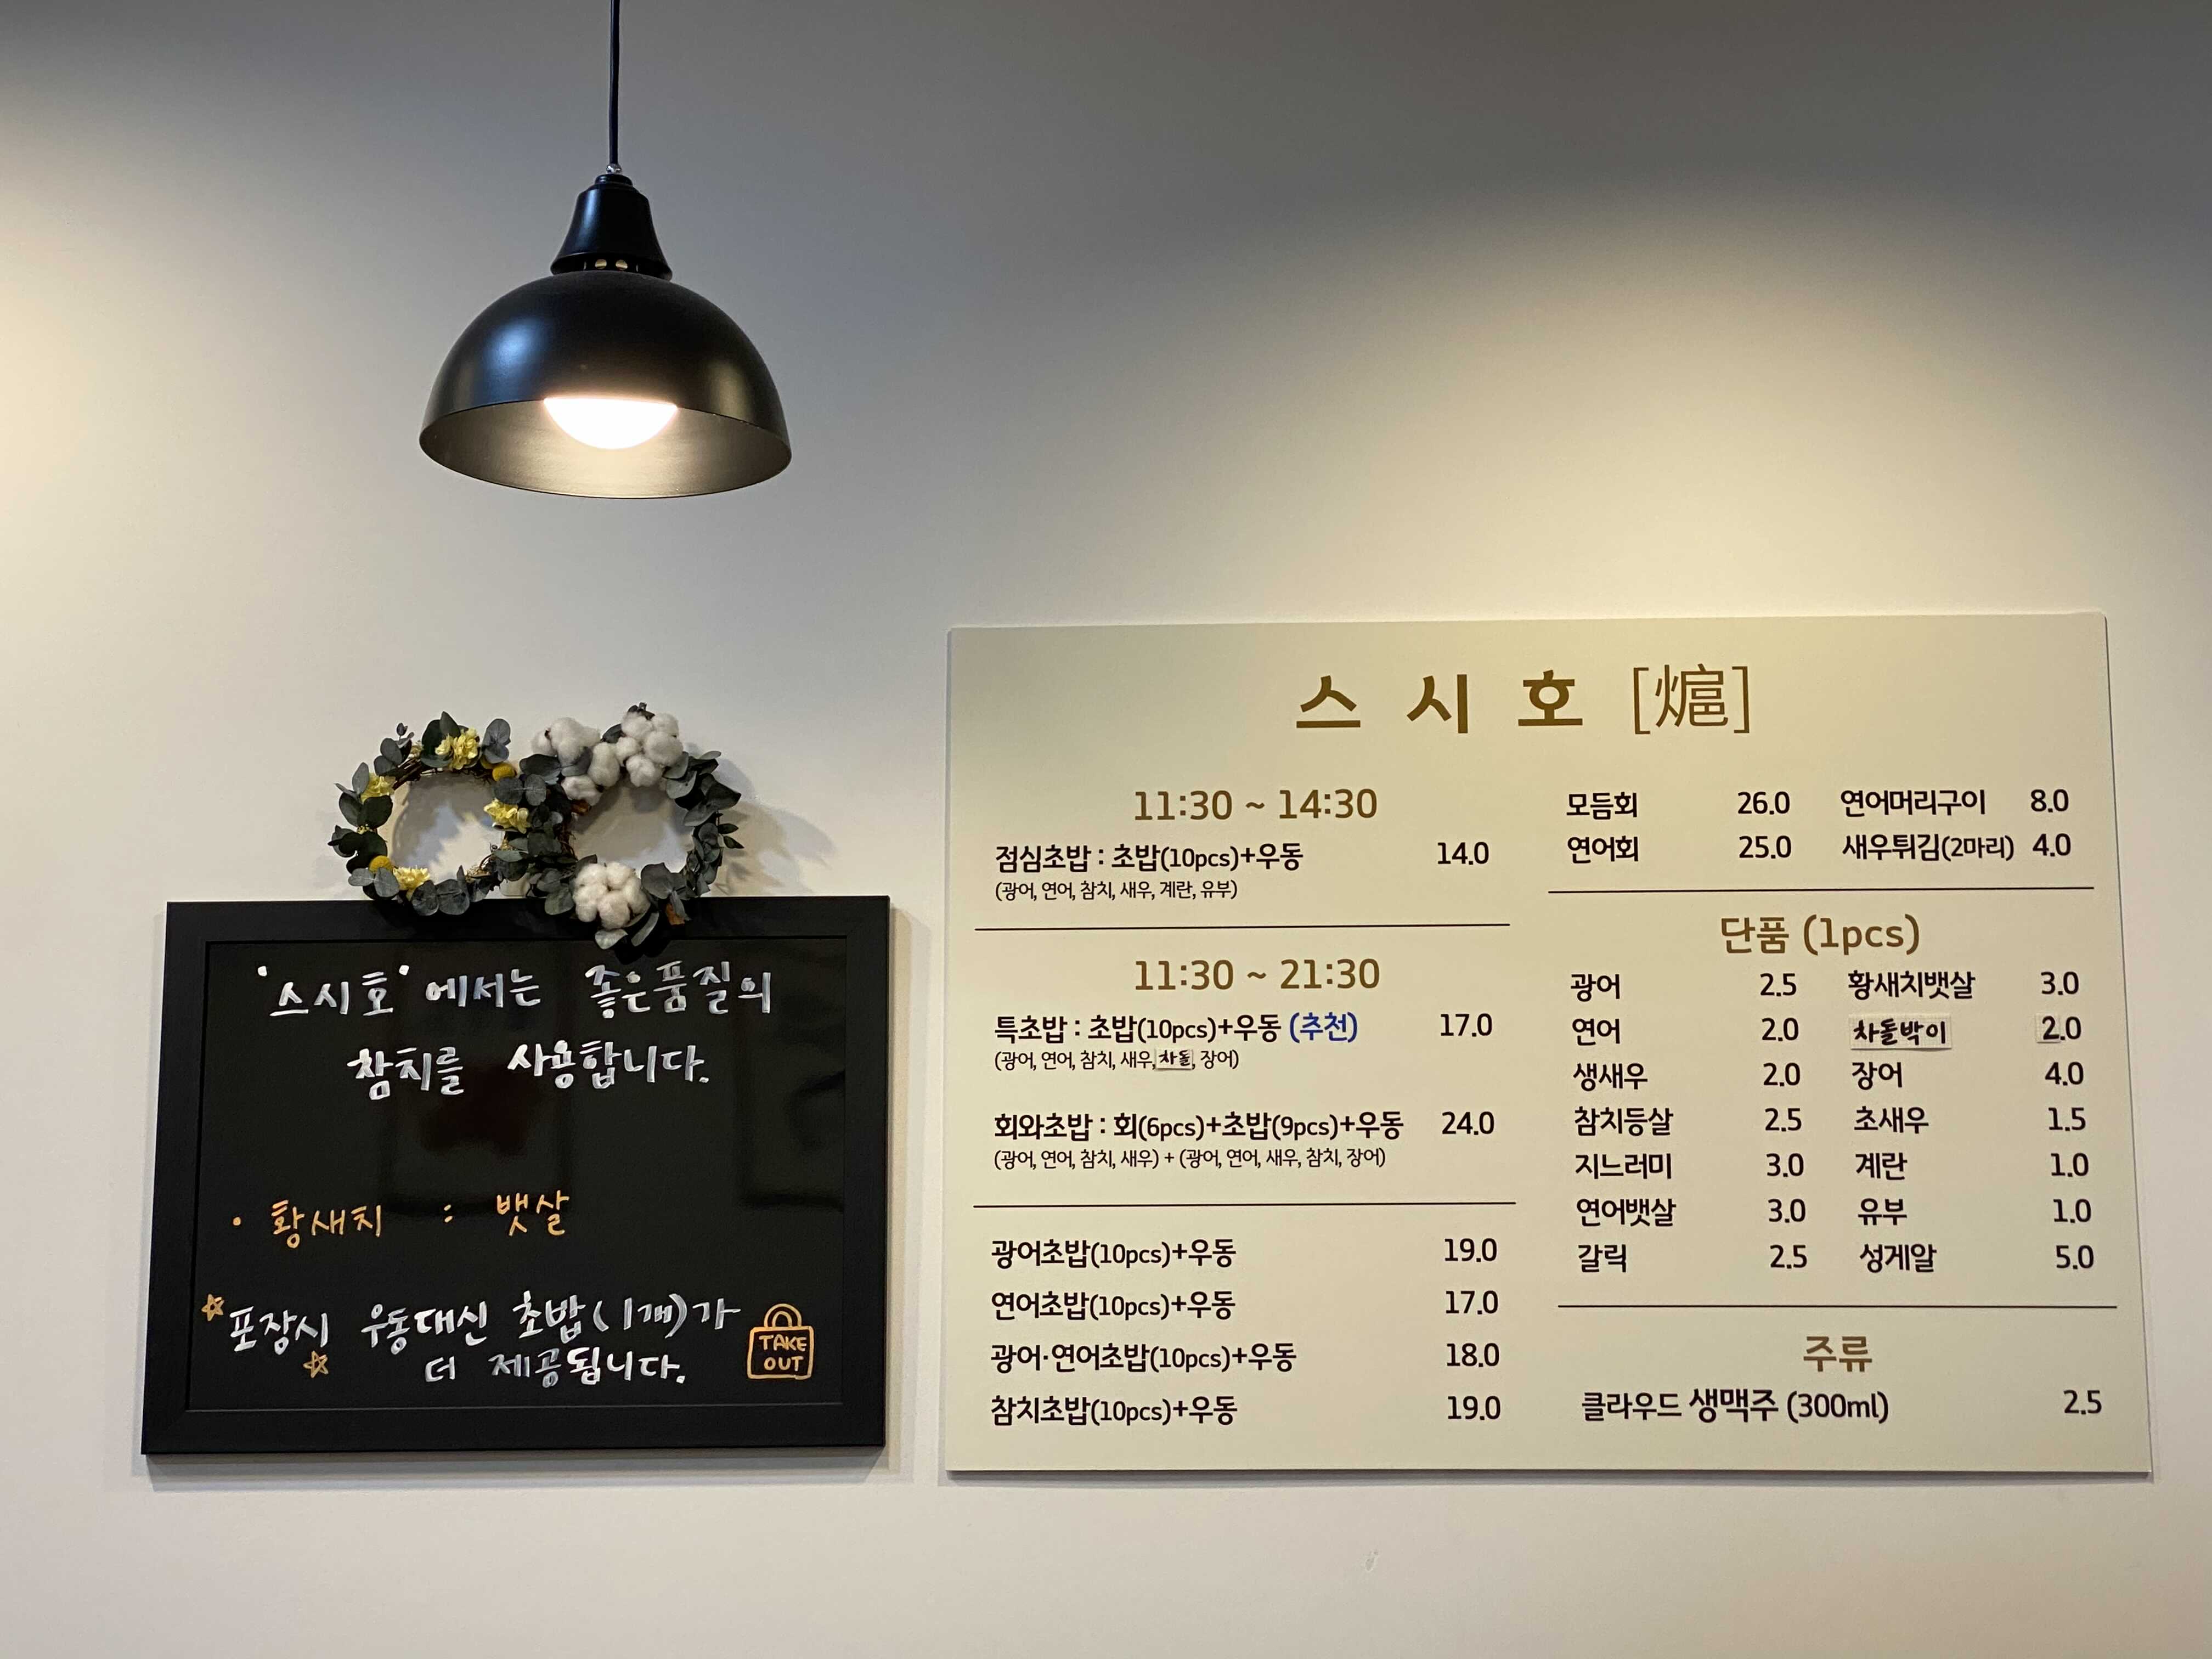 '스시호'에서는 좋은품질의
참치를 사용합니다.
· 황새치 : 뱃살
☆포장시 우동대신 초밥(1개)가
☆ 더 제공됩니다.
TAKE
OUT
스시호 [熩]
11:30 ~ 14:30
점심초밥 : 초밥(10pcs)+우동 14.0
(광어, 연어, 참치, 새우, 계란, 유부)
11:30 ~ 21:30
특초밥 : 초밥(10pcs)+우동 (추천) 17.0
(광어, 연어, 참치, 새우, 차돌, 장어)
회와초밥 : 회(6pcs)+초밥(9pcs)+우동 24.0
(광어, 연어, 참치, 새우) + (광어, 연어, 새우, 참치, 장어)
광어초밥(10pcs)+우동 19.0
연어초밥(10pcs)+우동 17.0
광어·연어초밥(10pcs)+우동 18.0
참치초밥(10pcs)+우동 19.0
모듬회 26.0 연어머리구이 8.0
연어회 25.0 새우튀김(2마리) 4.0
단품 (1pcs)
광어 2.5 황새치뱃살 3.0
연어 2.0 차돌박이 2.0
생새우 2.0 장어 4.0
참치등살 2.5 초새우 1.5
지느러미 3.0 계란 1.0
연어뱃살 3.0 유부 1.0
갈릭 2.5 성게알 5.0
주류
클라우드 생맥주 (300ml) 2.5